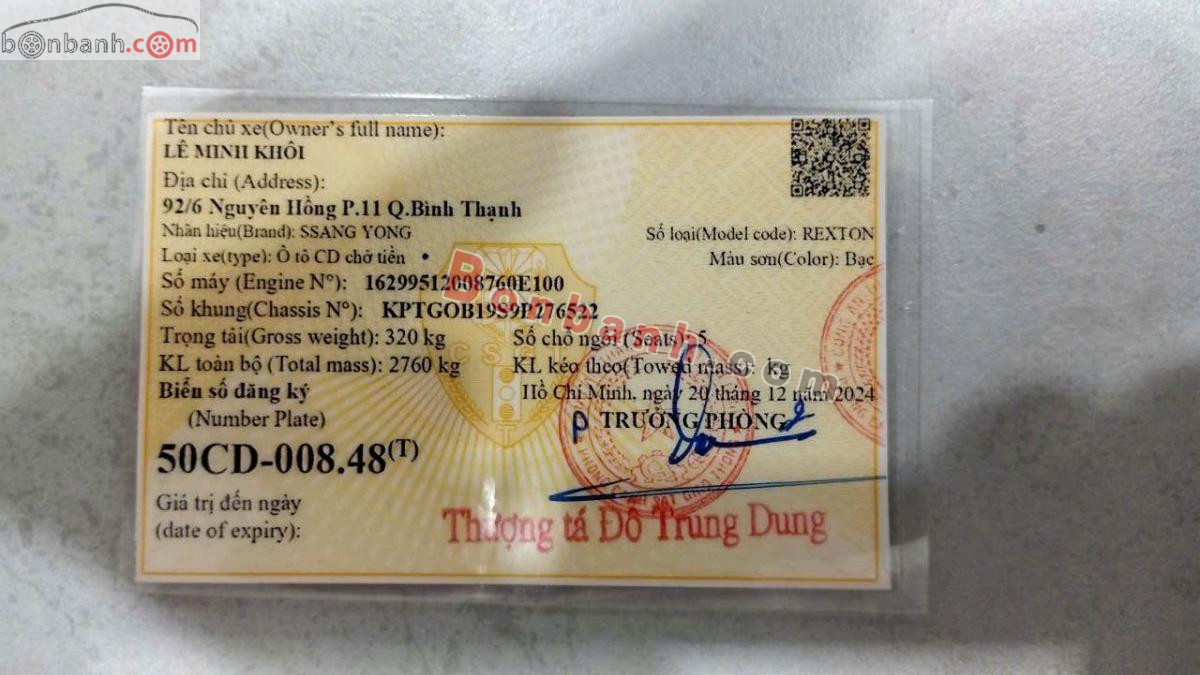 bonbanh.com
Tên chủ xe(Owner's full name):
LÊ MINH KHÔI
Địa chỉ (Address):
92/6 Nguyên Hồng P.11 Q.Bình Thạnh
Nhãn hiệu(Brand): SSANG YONG
Số loại(Model code): REXTON
Loại xe(type): Ô tô CD chở tiền
Màu sơn(Color): Bạc
Số máy (Engine N°): 16299512008760E100
Số khung(Chassis N°): KPTGOB19S9P276522
Trọng tải(Gross weight): 320 kg
Số chỗ ngồi (Seats): 5
KL toàn bộ (Total mass): 2760 kg
KL kéo theo(Towed mass): kg
Biển số đăng ký
Hồ Chí Minh, ngày 20 tháng 12 năm 2024
(Number Plate)
TRƯỞNG PHÒNG
50CD-008.48(T)
Giá trị đến ngày
(date of expiry):
Thượng tá Đỗ Trung Dung
Bonbanh.com